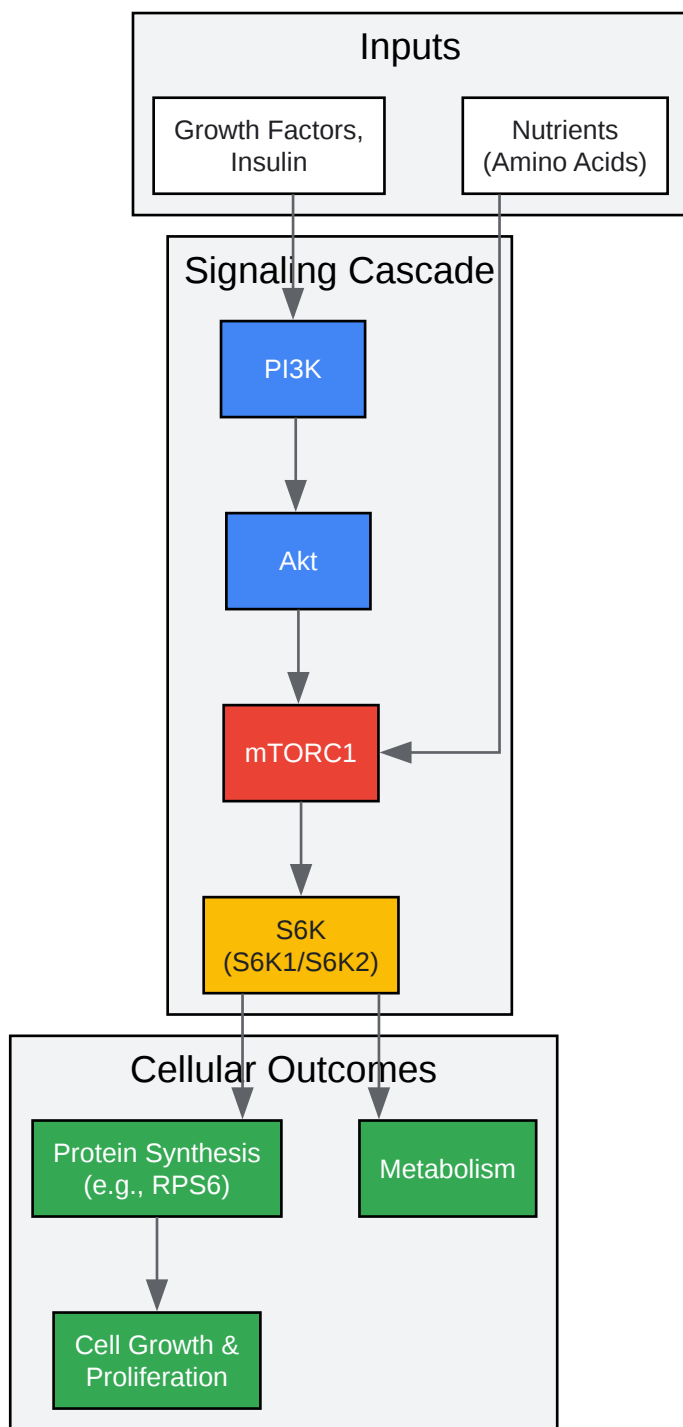 Inputs
Growth Factors,
Insulin
Nutrients
(Amino Acids)
Signaling Cascade
PI3K
Akt
mTORC1
S6K
(S6K1/S6K2)
Cellular Outcomes
Protein Synthesis
(e.g., RPS6)
Metabolism
Cell Growth &
Proliferation